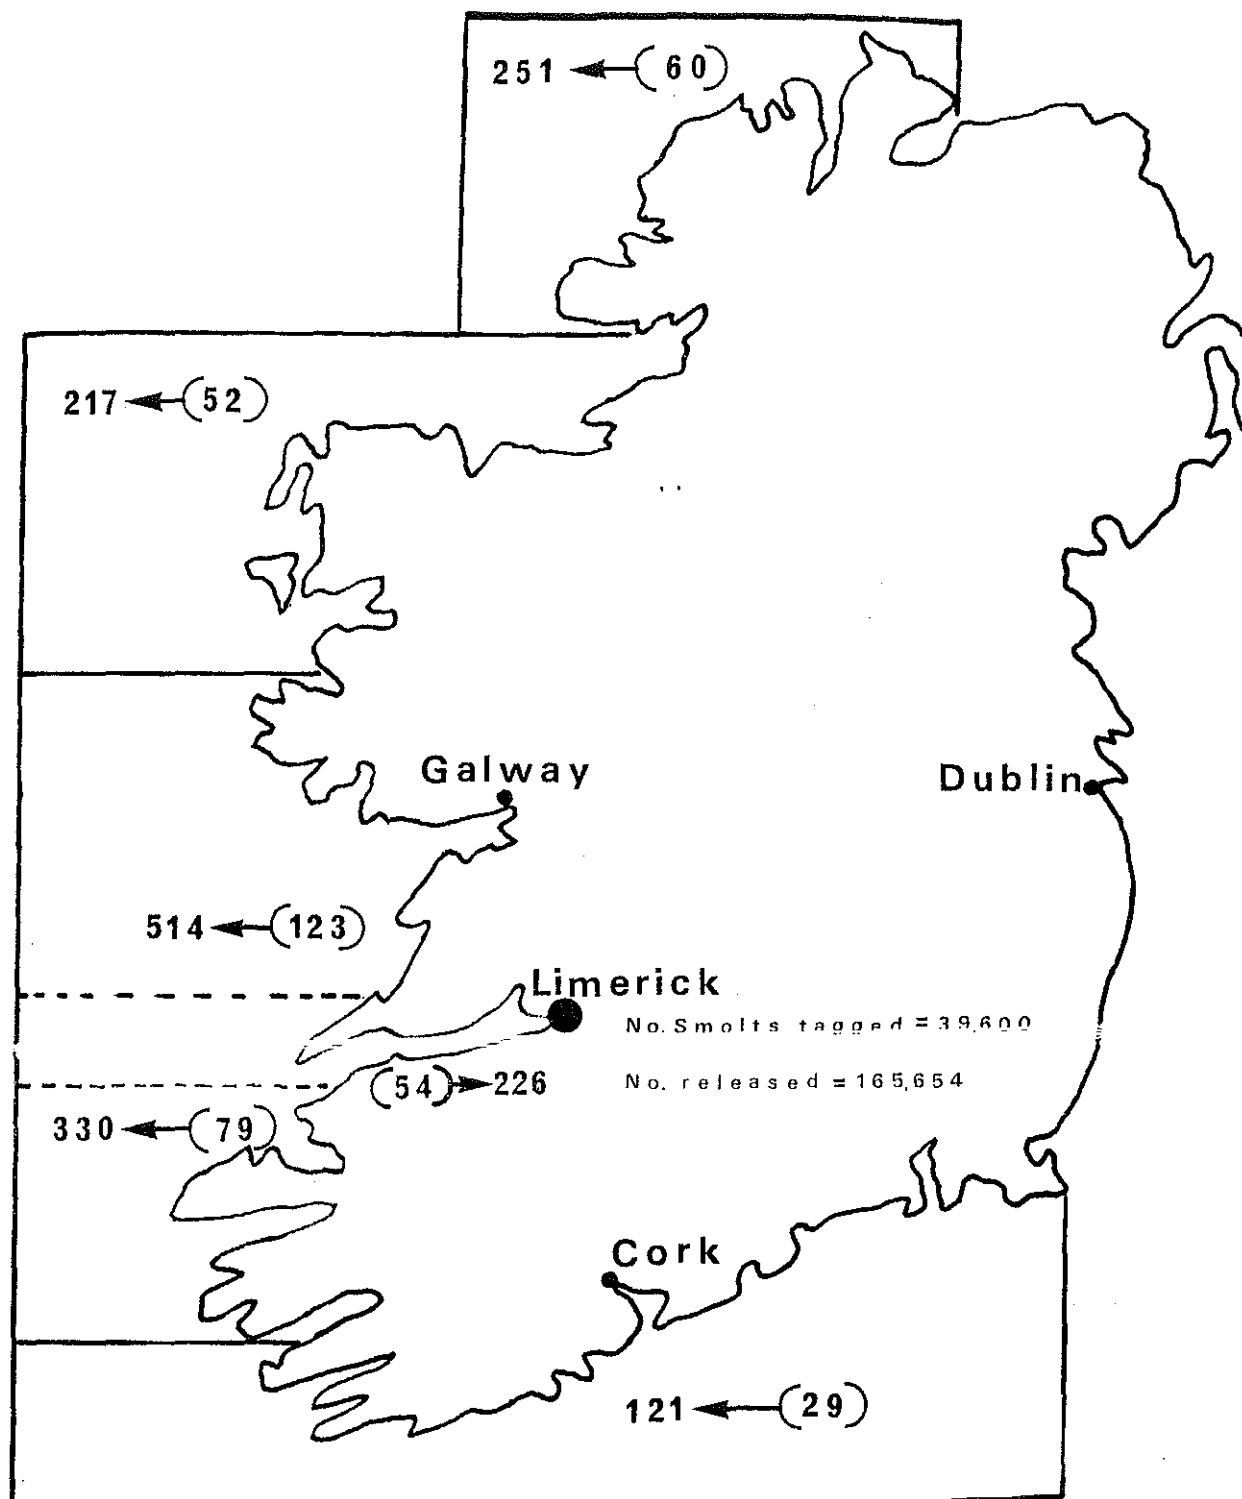 251 (60)
217 (52)
Galway
Dublin
514 (123)
Limerick
No. Smolts tagged = 39,600
(54) 226
No. released = 165,654
330 (79)
Cork
121 (29)